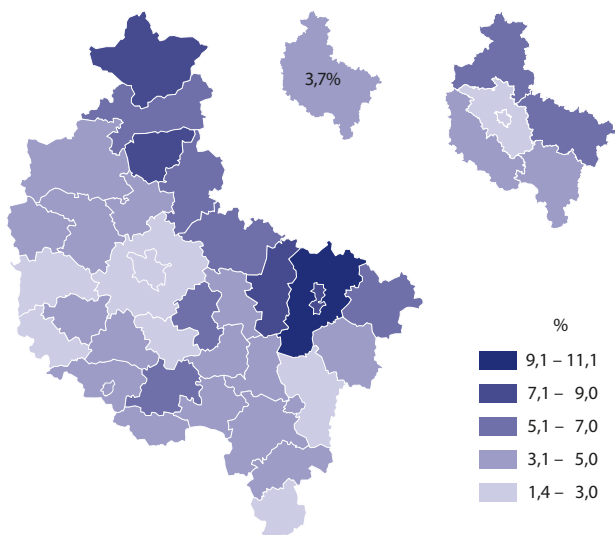 3,7%
%
9,1 – 11,1
7,1 – 9,0
5,1 – 7,0
3,1 – 5,0
1,4 – 3,0